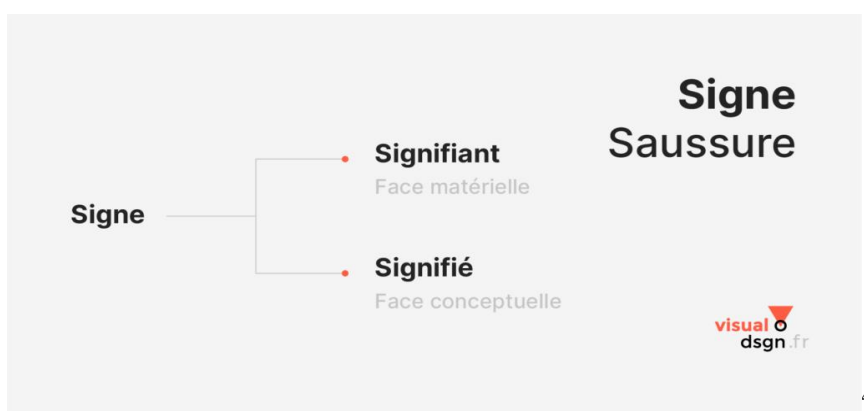 Signe
Saussure
Signifiant
Face matérielle
Signe
Signifié
Face conceptuelle
visual
dsgn.fr